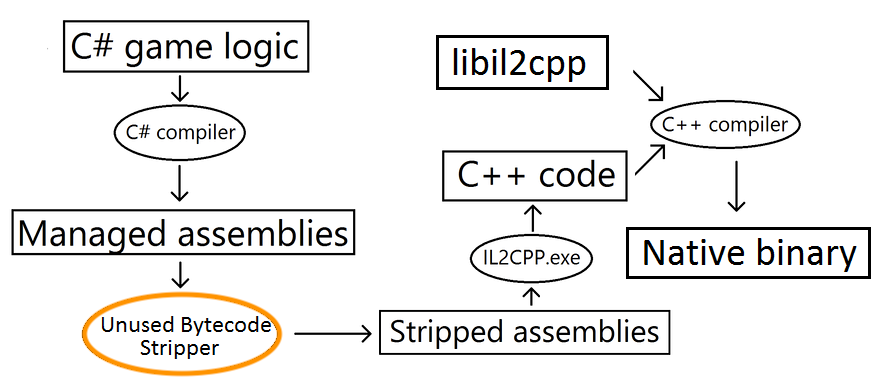 C# game logic
C# compiler
Managed assemblies
Unused Bytecode
Stripper
Stripped assemblies
IL2CPP.exe
C++ code
libil2cpp
C++ compiler
Native binary